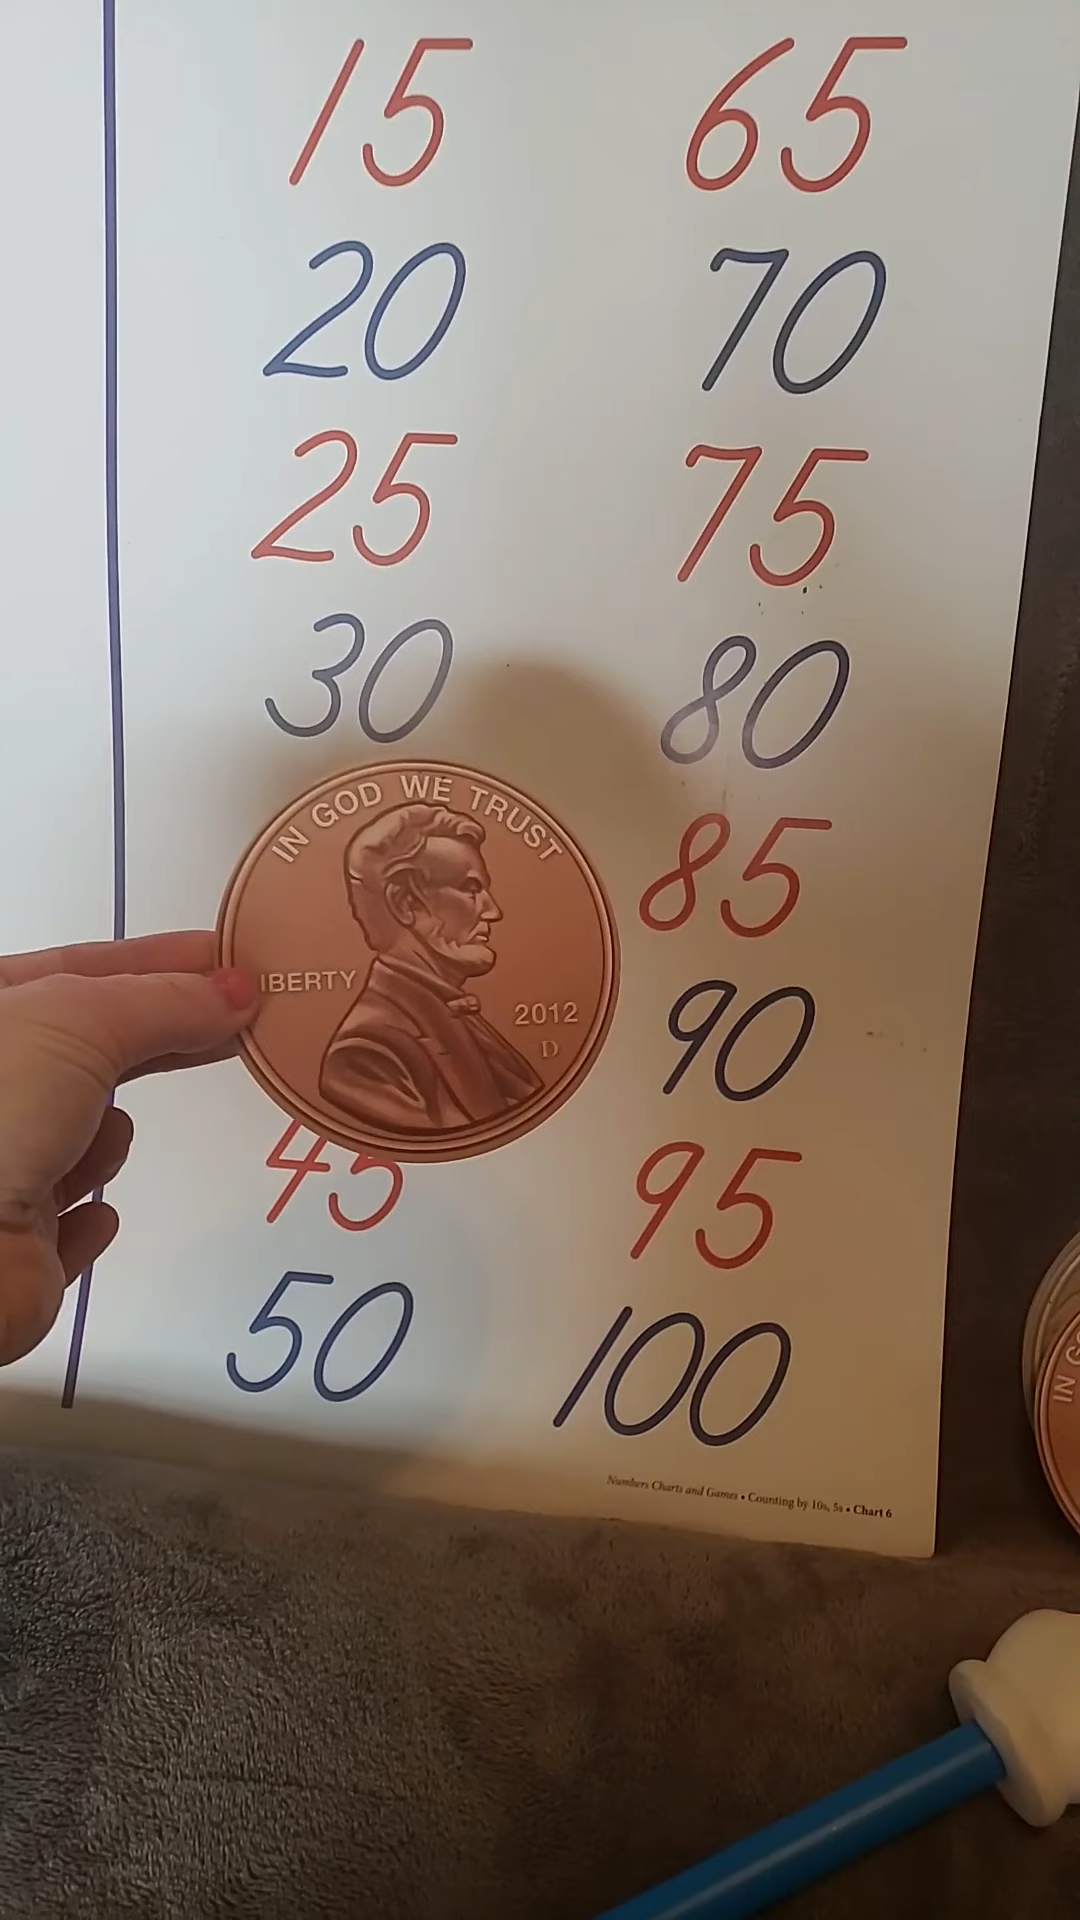 15 65
20 70
25 75
30 80
IN GOD WE TRUST
85
IBERTY
2012
D
90
45 95
50 100
Numbers Charts and Games • Counting by 10s, 5s • Chart 6
IN G